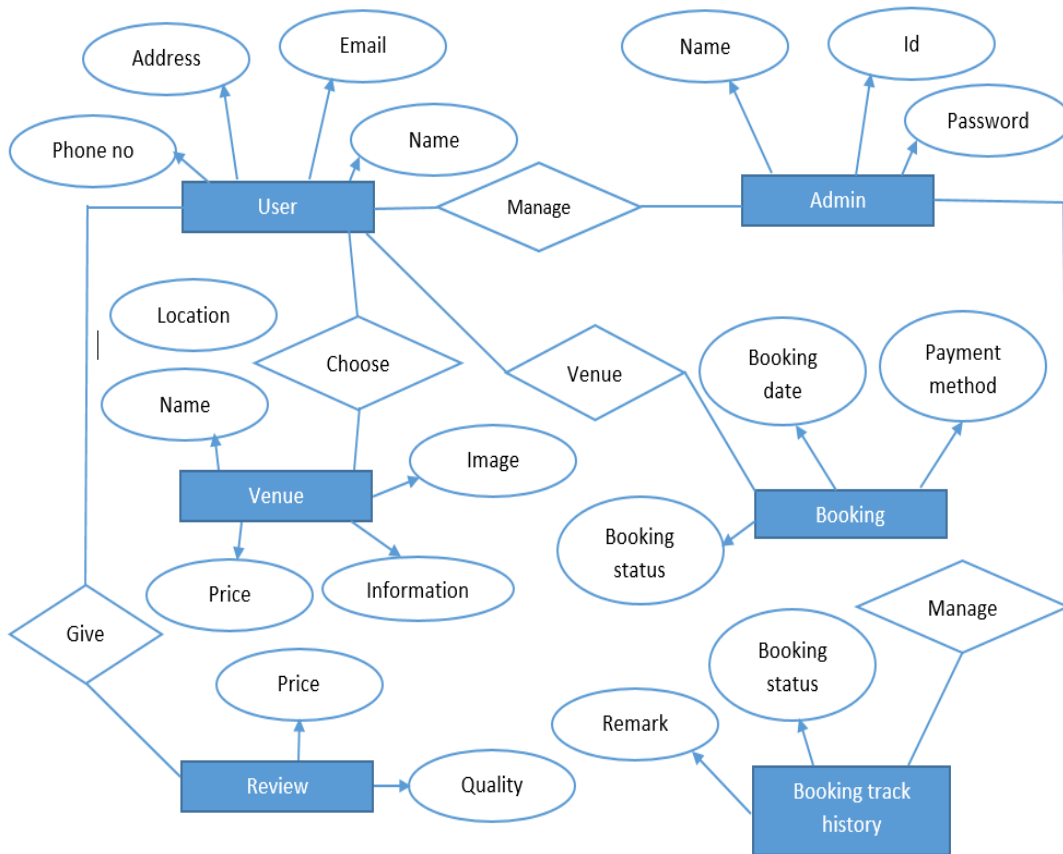 Address
Email
Name
Id
Phone no
Name
Password
User
Manage
Admin
Location
Choose
Venue
Booking
date
Payment
method
Name
Image
Venue
Booking
Booking
status
Price
Information
Give
Manage
Price
Booking
status
Remark
Review
Quality
Booking track
history